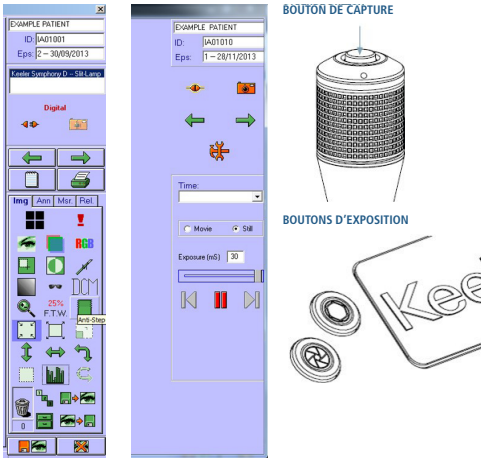 EXAMPLE PATIENT
ID: IA01001
Eps: 2 – 30/09/2013
Keeler Symphony D – Slit-Lamp
Digital
Img Ann Msr. Rel.
RGB
DCM
25%
F.T.W.
Anti-Step
0
EXAMPLE PATIENT
ID: IA01010
Eps: 1 – 28/11/2013
Time:
Movie Still
Exposure (mS) 30
BOUTON DE CAPTURE
BOUTONS D'EXPOSITION
Keel